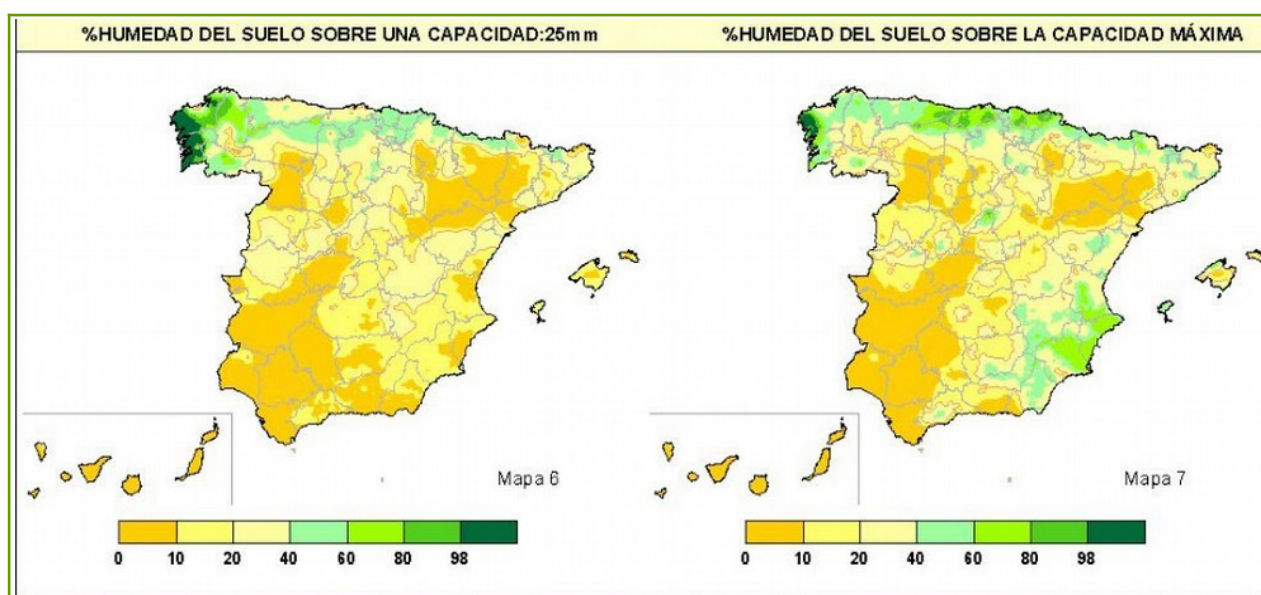 %HUMEDAD DEL SUELO SOBRE UNA CAPACIDAD:25mm
%HUMEDAD DEL SUELO SOBRE LA CAPACIDAD MÁXIMA
Mapa 6
Mapa 7
0 10 20 40 60 80 98
0 10 20 40 60 80 98